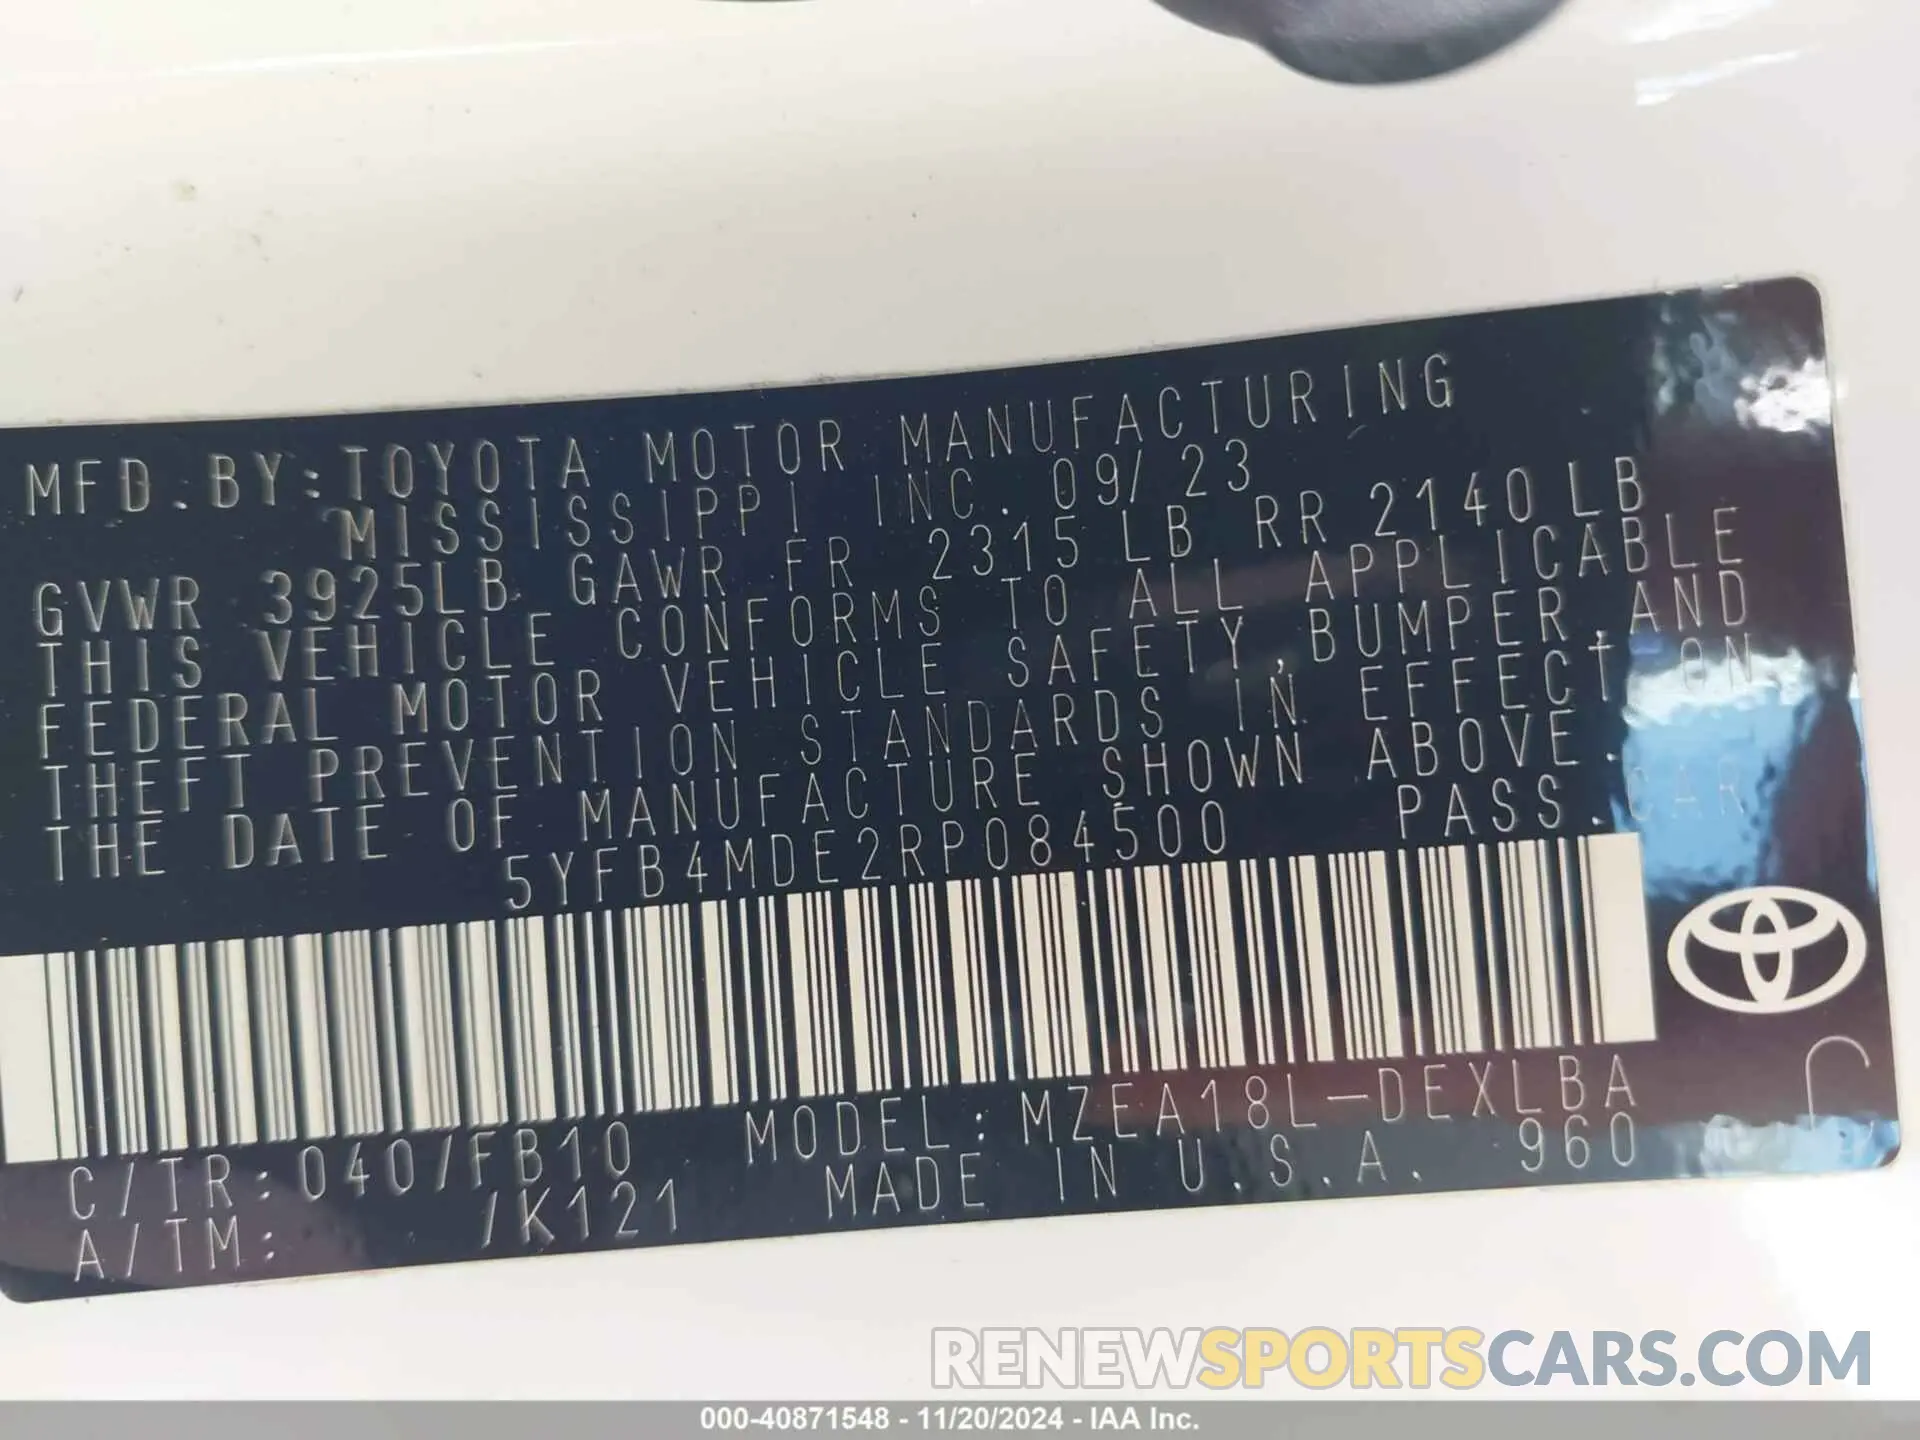 MFD.BY:TOYOTA MOTOR MANUFACTURING
MISSISSIPPI INC. 09/23
GVWR 3925LB GAWR FR 2315LB RR 2140LB
THIS VEHICLE CONFORMS TO ALL APPLICABLE
FEDERAL MOTOR VEHICLE SAFETY,BUMPER,AND
THEFT PREVENTION STANDARDS IN EFFECT ON
THE DATE OF MANUFACTURE SHOWN ABOVE.
5YFB4MDE2RP084500 PASS.CAR
C/TR:040/FB10 MODEL:MZEA18L-DEXLBA
A/TM: /K121 MADE IN U.S.A. 960
RENEWSPORTSCARS.COM
000-40871548 - 11/20/2024 - IAA Inc.